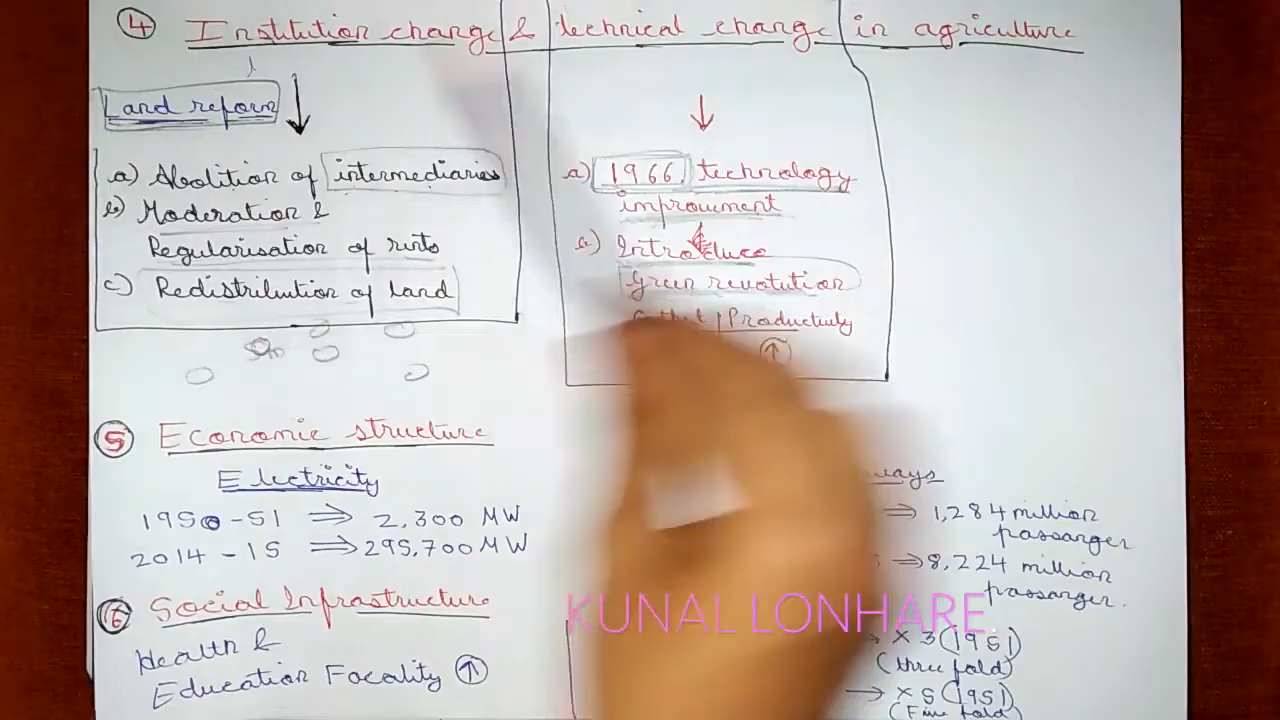 ④ Institution change & technical change in agriculture
Land reform
a) Abolition of intermediaries
b) Moderation &
Regularisation of rents
c) Redistribution of Land
a) 1966 technology
improvment
Introduce
Green revolution
Productivity
↑
⑤ Economic structure
Electricity
1950-51 ⇒ 2,300 MW
2014-15 ⇒ 295,700 MW
⇒ 1,284 million
passanger
⇒ 8,224 million
passanger.
⑥ Social Infrastructure
Health &
Education Facality ↑
→ × 3 (1951)
(three fold)
→ × 5 (1951)
(Five fold)
KUNAL LONHARE